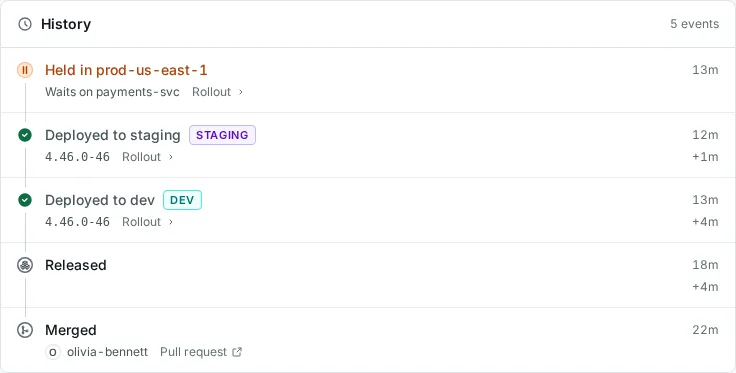 History 5 events
Held in prod-us-east-1 13m
Waits on payments-svc Rollout
Deployed to staging STAGING 12m
4.46.0-46 Rollout +1m
Deployed to dev DEV 13m
4.46.0-46 Rollout +4m
Released 18m
+4m
Merged 22m
O olivia-bennett Pull request